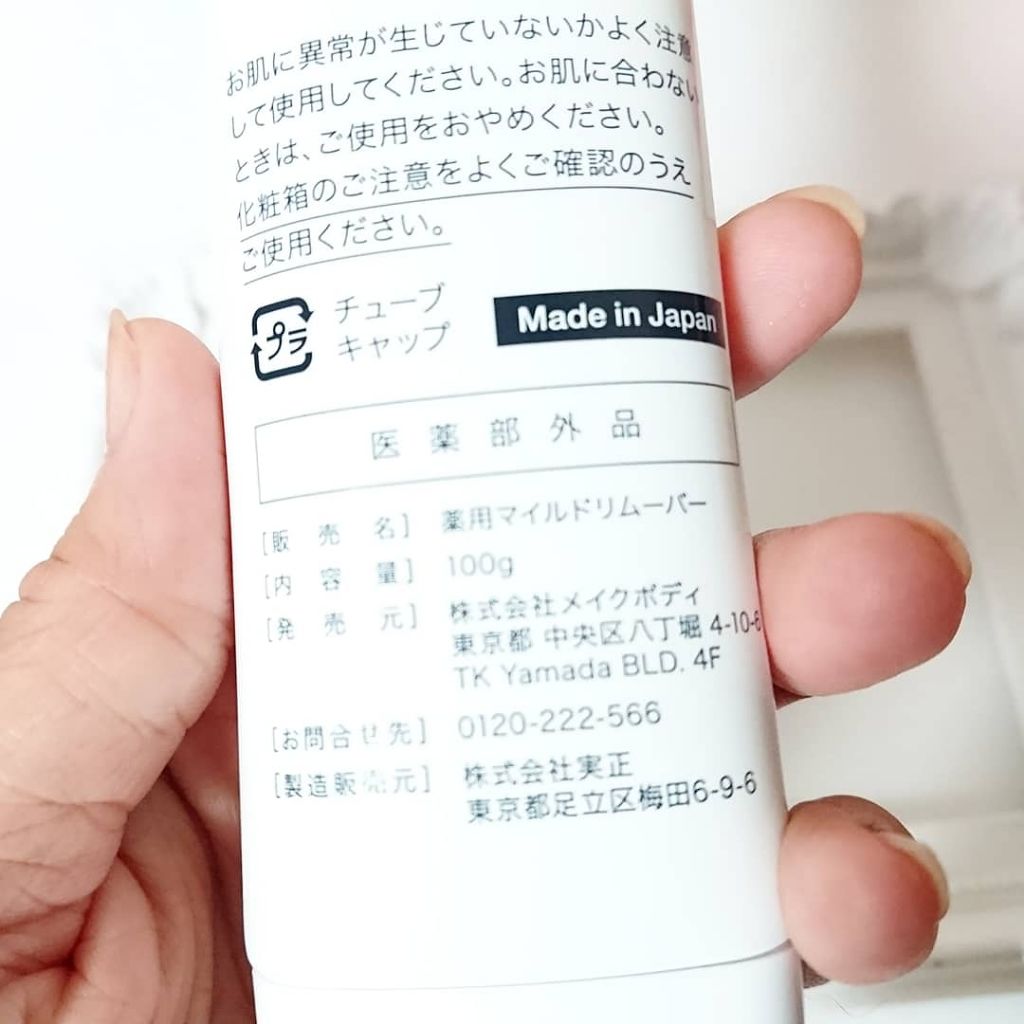 お肌に異常が生じていないかよく注意
して使用してください。お肌に合わない
ときは、ご使用をおやめください。
化粧箱のご注意をよくご確認のうえ
ご使用ください。
プラ
チューブ
キャップ
Made in Japan
医薬部外品
[販売名] 薬用マイルドリムーバー
[内容量] 100g
[発売元] 株式会社メイクボディ
東京都 中央区八丁堀 4-10-6
TK Yamada BLD. 4F
[お問合せ先] 0120-222-566
[製造販売元] 株式会社実正
東京都足立区梅田6-9-6